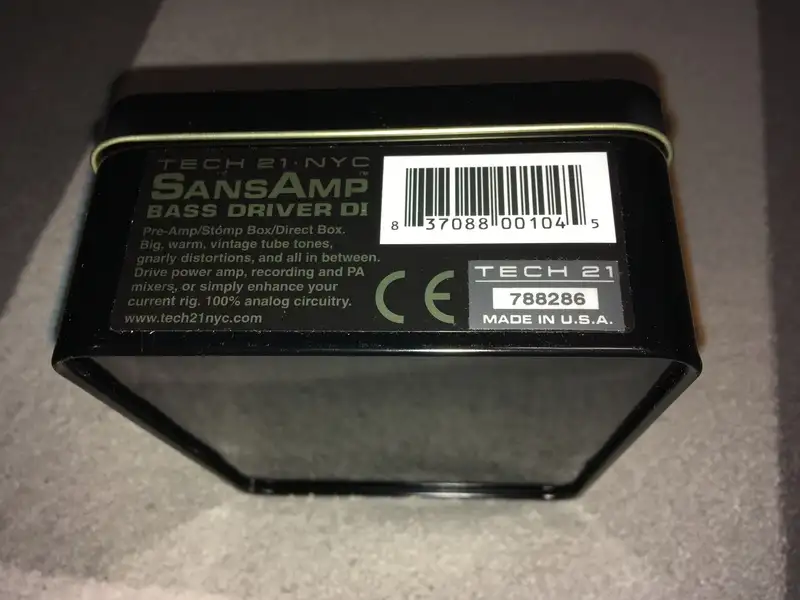 TECH 21·NYC
SANSAMP™
BASS DRIVER DI
Pre-Amp/Stomp Box/Direct Box.
Big, warm, vintage tube tones,
gnarly distortions, and all in between.
Drive power amp, recording and PA
mixers, or simply enhance your
current rig. 100% analog circuitry.
www.tech21nyc.com
8 37088 00104 5
CE
TECH 21
788286
MADE IN U.S.A.